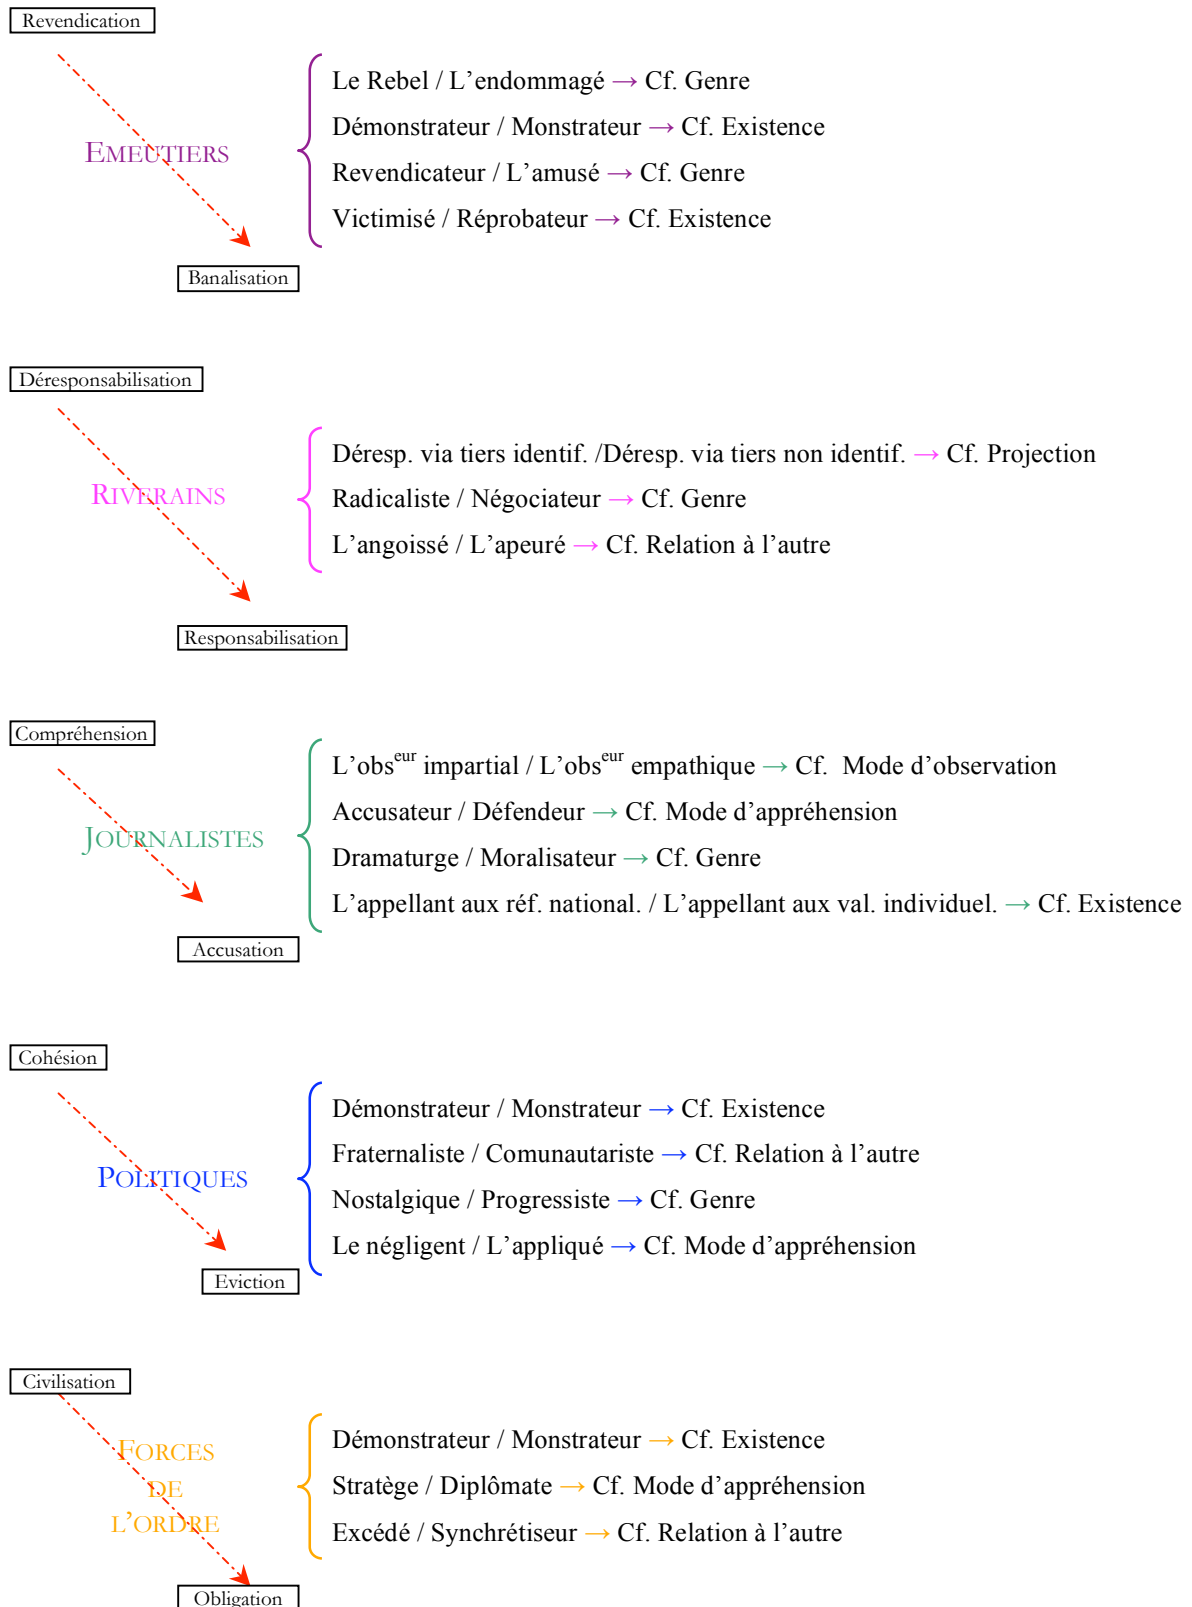 Revendication
Le Rebel / L'endommagé → Cf. Genre
Démonstrateur / Monstrateur → Cf. Existence
EMEUTIERS
Revendicateur / L'amusé → Cf. Genre
Victimisé / Réprobateur → Cf. Existence
Banalisation
Déresponsabilisation
Déresp. via tiers identif. /Déresp. via tiers non identif. → Cf. Projection
RIVERAINS
Radicaliste / Négociateur → Cf. Genre
L'angoissé / L'apeuré → Cf. Relation à l'autre
Responsabilisation
Compréhension
L'obseur impartial / L'obseur empathique → Cf. Mode d'observation
Accusateur / Défendeur → Cf. Mode d'appréhension
JOURNALISTES
Dramaturge / Moralisateur → Cf. Genre
L'appellant aux réf. national. / L'appellant aux val. individuel. → Cf. Existence
Accusation
Cohésion
Démonstrateur / Monstrateur → Cf. Existence
Fraternaliste / Comunautariste → Cf. Relation à l'autre
POLITIQUES
Nostalgique / Progressiste → Cf. Genre
Le négligent / L'appliqué → Cf. Mode d'appréhension
Eviction
Civilisation
Démonstrateur / Monstrateur → Cf. Existence
FORCES
DE
L'ORDRE
Stratège / Diplômate → Cf. Mode d'appréhension
Excédé / Synchrétiseur → Cf. Relation à l'autre
Obligation